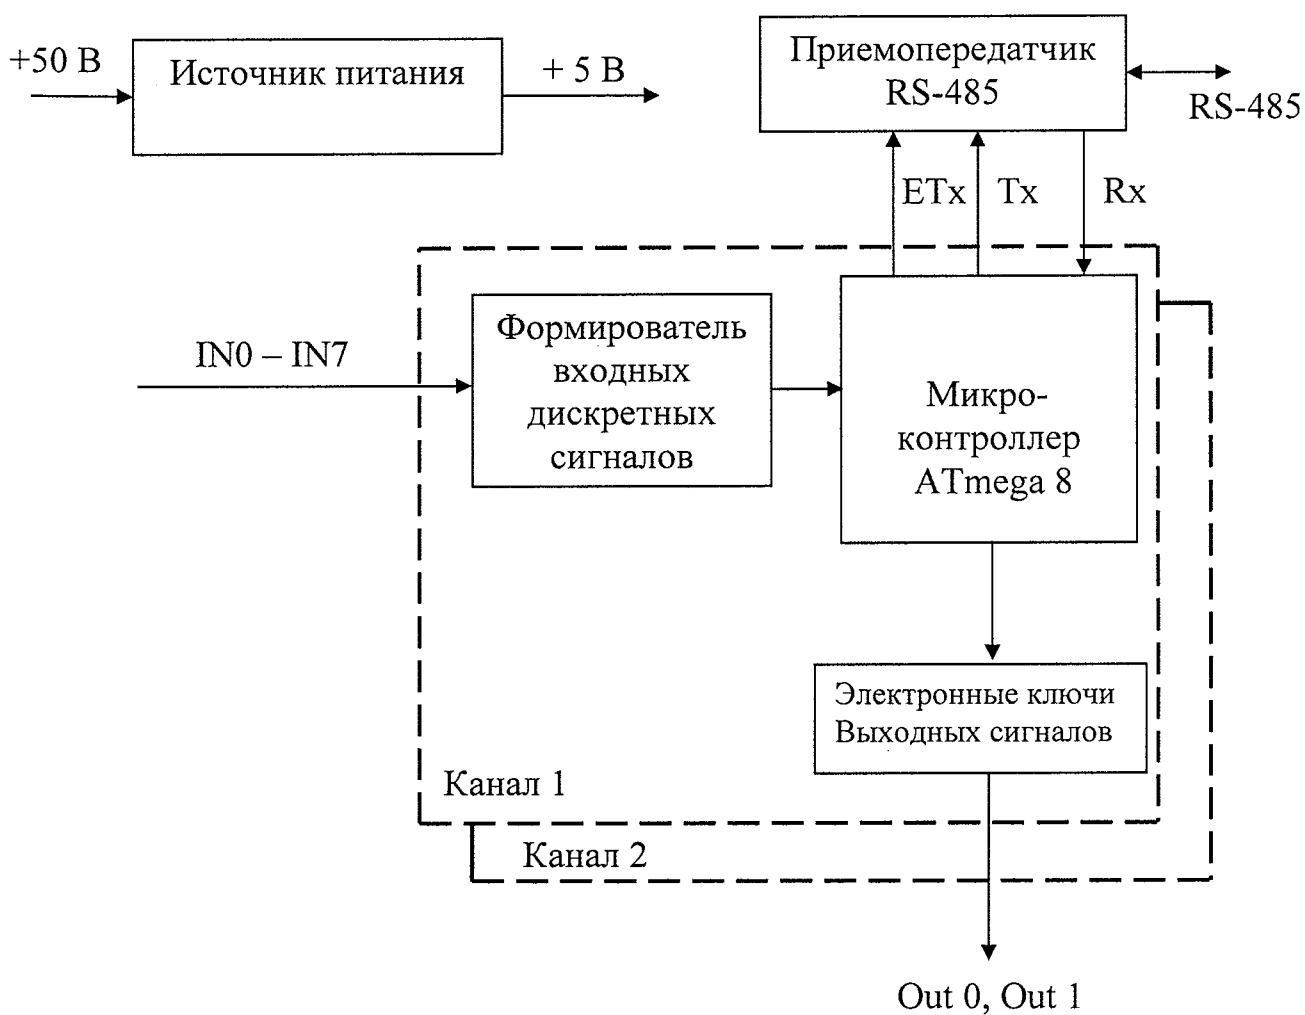 +50 В
Источник питания
+ 5 В
Приемопередатчик
RS-485
RS-485
ETx
Tx
Rx
IN0 – IN7
Формирователь
входных
дискретных
сигналов
Микро-
контроллер
ATmega 8
Электронные ключи
Выходных сигналов
Канал 1
Канал 2
Out 0, Out 1